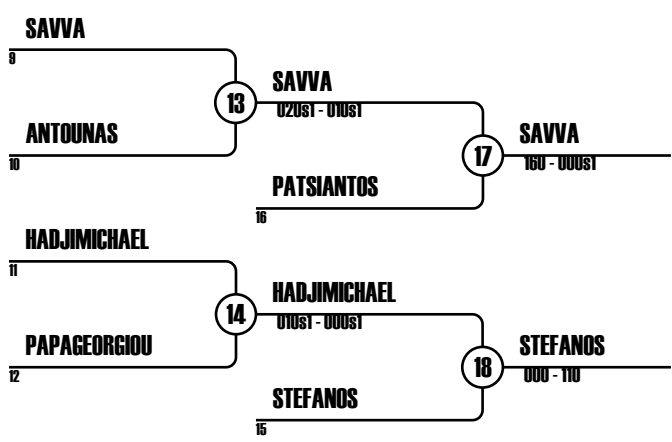 SAVVA
9
13
SAVVA
020s1 - 010s1
ANTOUNAS
10
17
SAVVA
160 - 000s1
PATSIANTOS
16
HADJIMICHAEL
11
14
HADJIMICHAEL
010s1 - 000s1
PAPAGEORGIOU
12
18
STEFANOS
000 - 110
STEFANOS
15